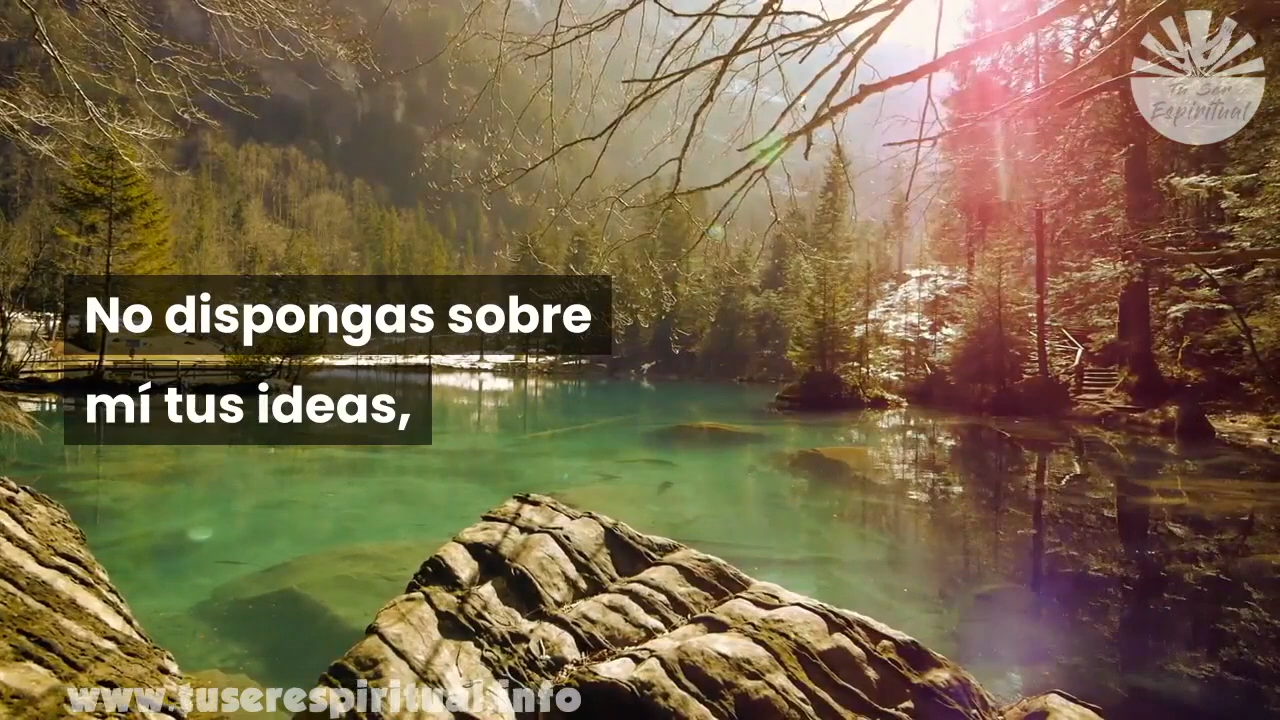 Tu Ser
Espiritual
No dispongas sobre
mí tus ideas,
www.tuserespiritual.info